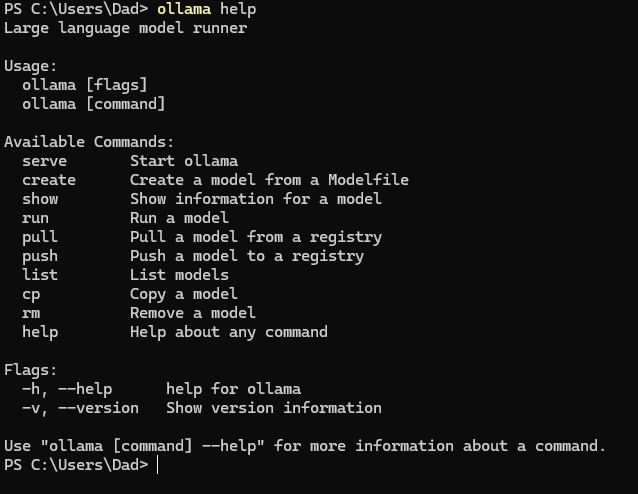 PS C:\Users\Dad> ollama help
Large language model runner

Usage:
  ollama [flags]
  ollama [command]

Available Commands:
  serve       Start ollama
  create      Create a model from a Modelfile
  show        Show information for a model
  run         Run a model
  pull        Pull a model from a registry
  push        Push a model to a registry
  list        List models
  cp          Copy a model
  rm          Remove a model
  help        Help about any command

Flags:
  -h, --help      help for ollama
  -v, --version   Show version information

Use "ollama [command] --help" for more information about a command.
PS C:\Users\Dad>